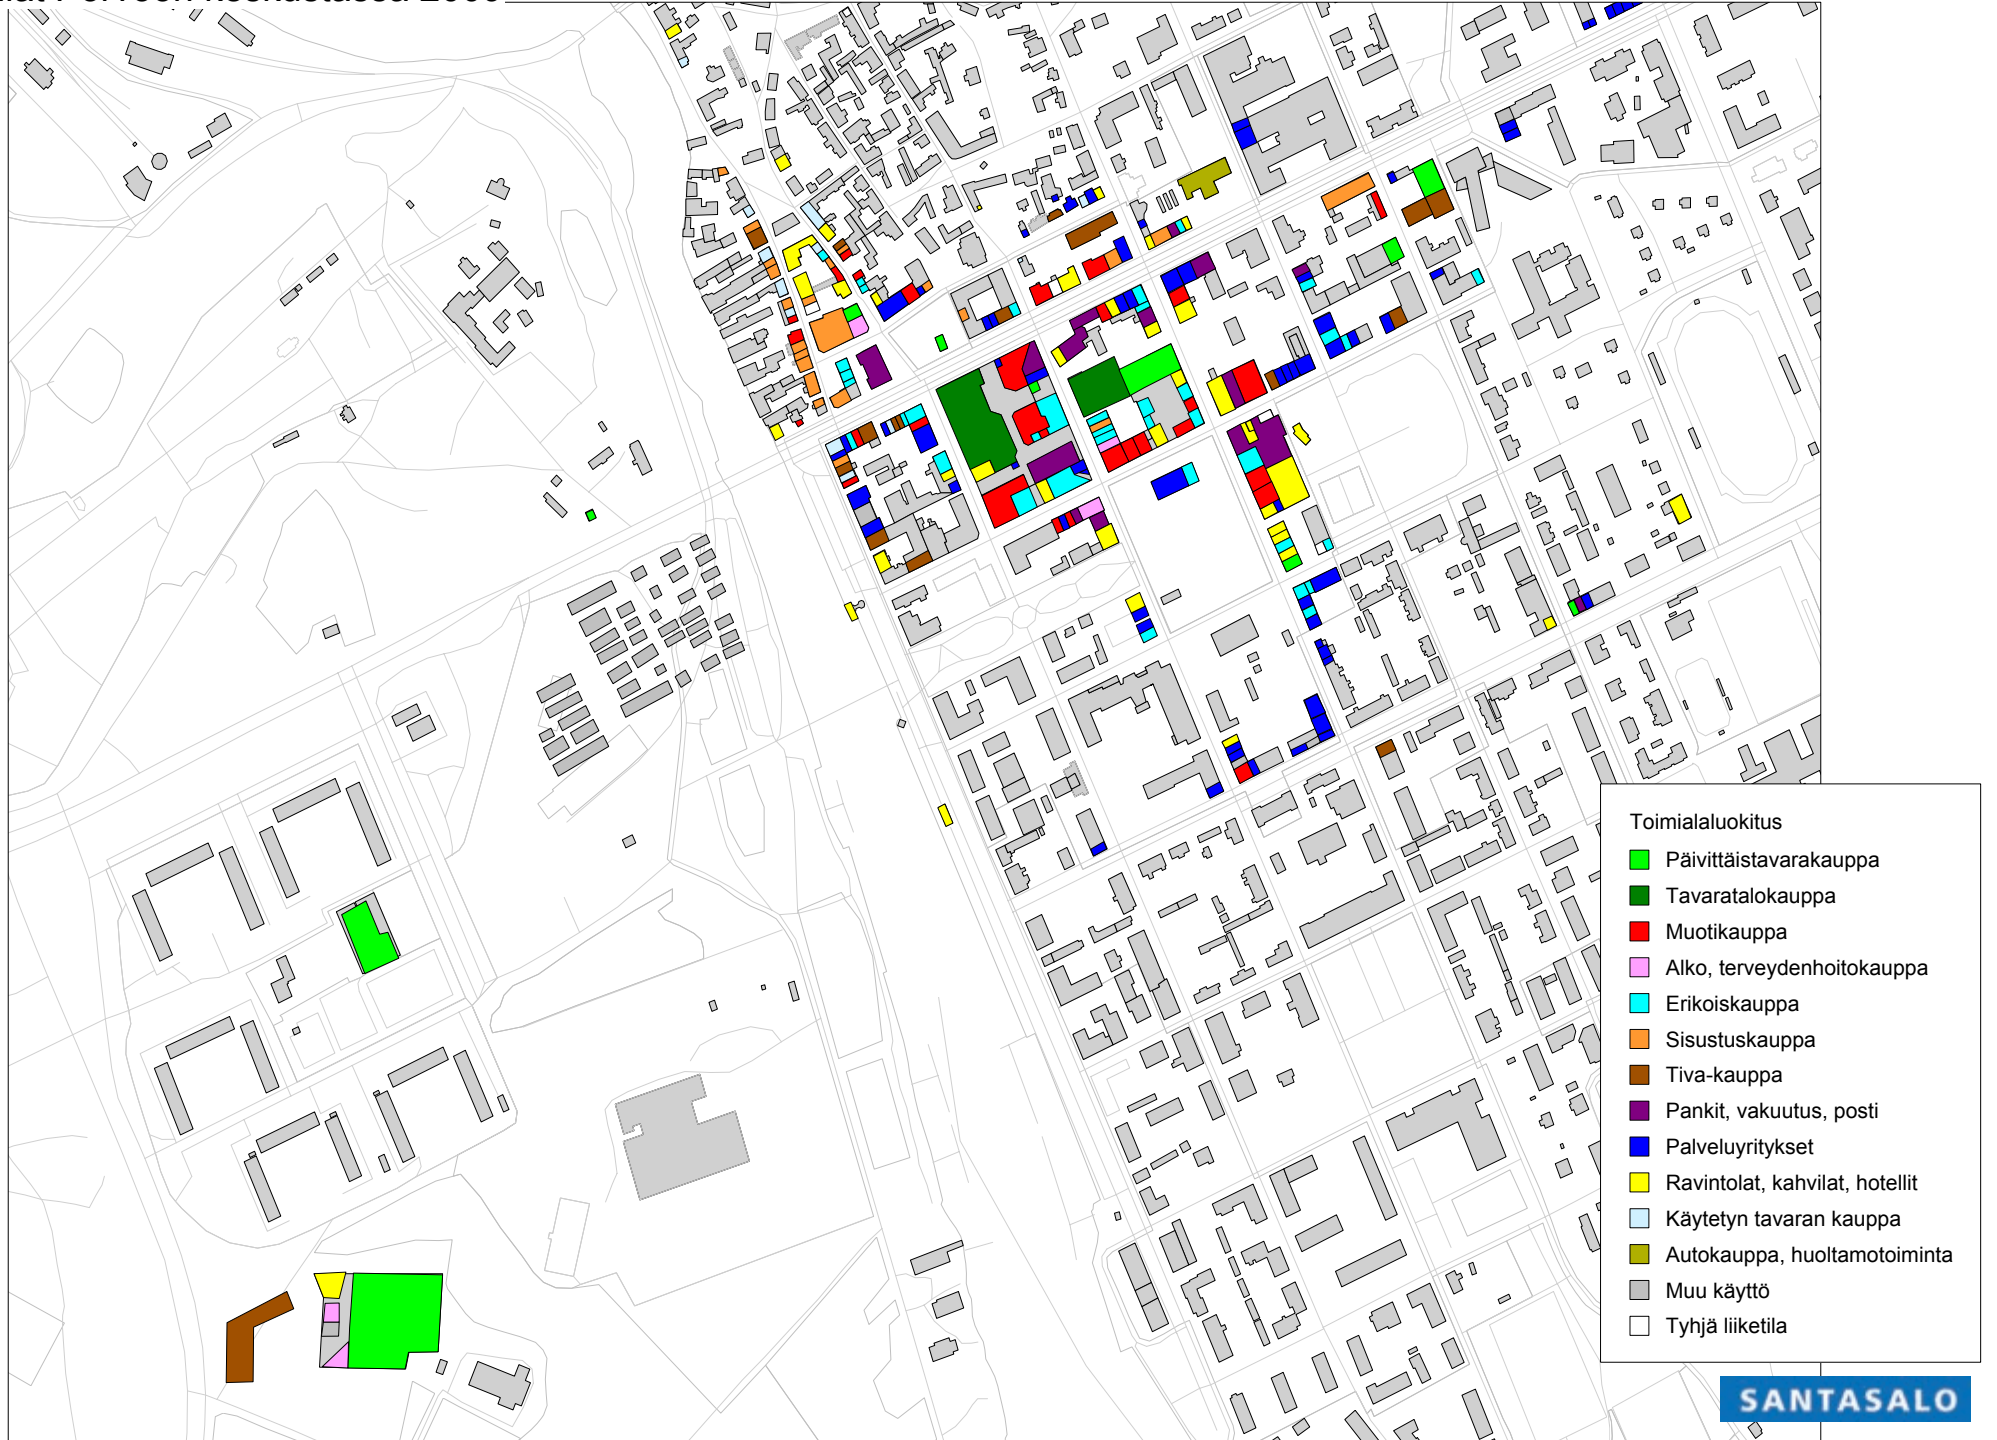 keskustassa
Toimialaluokitus
Päivittäistavarakauppa
Tavaratalokauppa
Muotikauppa
Alko, terveydenhoitokauppa
Erikoiskauppa
Sisustuskauppa
Tiva-kauppa
Pankit, vakuutus, posti
Palveluyritykset
Ravintolat, kahvilat, hotellit
Käytetyn tavaran kauppa
Autokauppa, huoltamotoiminta
Muu käyttö
Tyhjä liiketila
SANTASALO